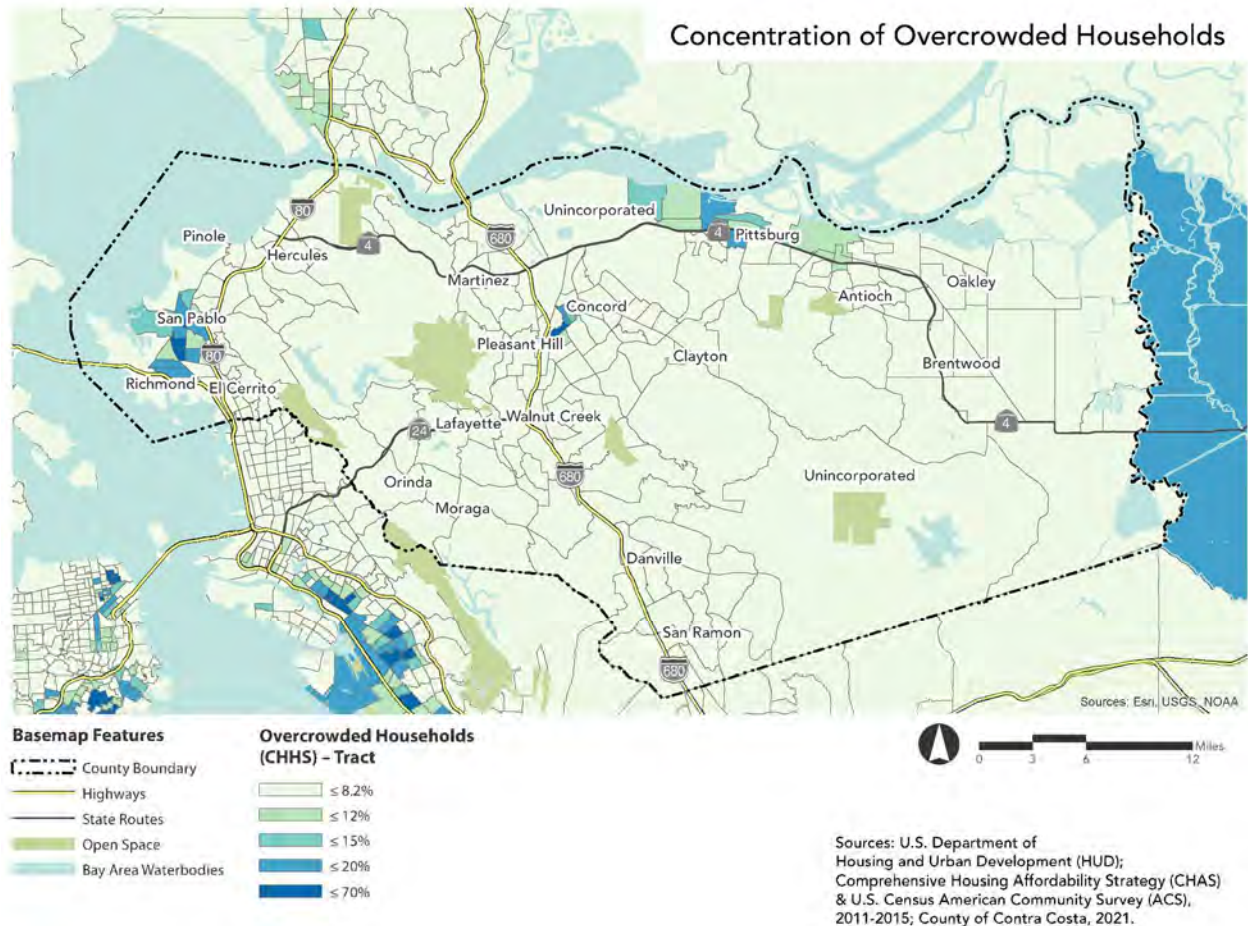 Concentration of Overcrowded Households
80
Unincorporated
680
4
Pittsburg
Pinole
Hercules
4
Martinez
Oakley
Antioch
Concord
San Pablo
80
Pleasant Hill
Clayton
Brentwood
Richmond
El Cerrito
24
Lafayette
Walnut Creek
4
680
Orinda
Unincorporated
Moraga
Danville
San Ramon
680
Sources: Esri, USGS, NOAA
Basemap Features
County Boundary
Highways
State Routes
Open Space
Bay Area Waterbodies
Overcrowded Households
(CHHS) – Tract
≤ 8.2%
≤ 12%
≤ 15%
≤ 20%
≤ 70%
Miles
0 3 6 12
Sources: U.S. Department of
Housing and Urban Development (HUD);
Comprehensive Housing Affordability Strategy (CHAS)
& U.S. Census American Community Survey (ACS),
2011-2015; County of Contra Costa, 2021.